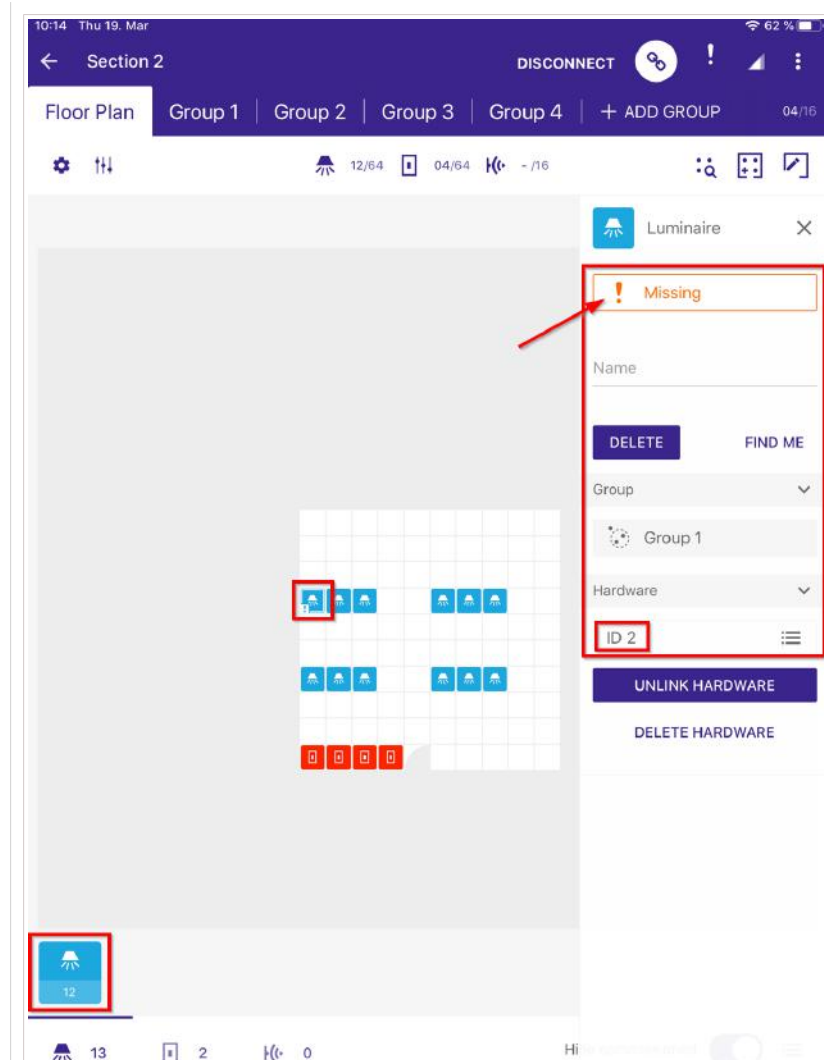 10:14 Thu 19. Mar 62 %
Section 2 DISCONNECT
Floor Plan Group 1 Group 2 Group 3 Group 4 + ADD GROUP 04/16
12/64 04/64 - /16
Luminaire
Missing
Name
DELETE FIND ME
Group
Group 1
Hardware
ID 2
UNLINK HARDWARE
DELETE HARDWARE
12
13 2 0